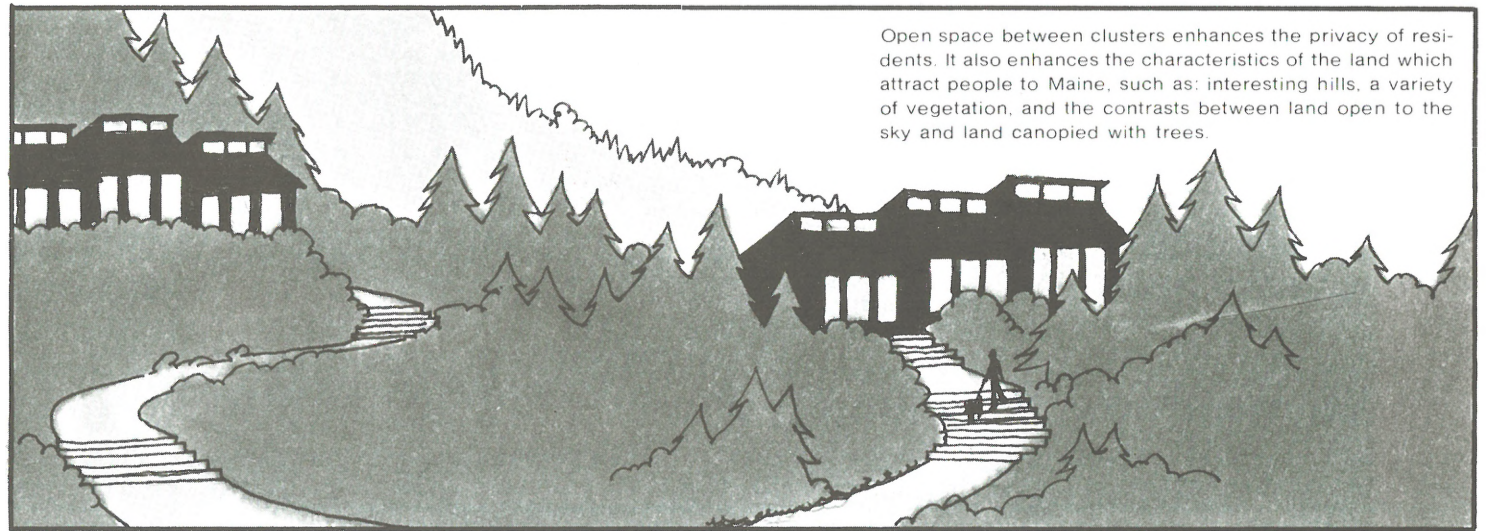 Open space between clusters enhances the privacy of resi-
dents. It also enhances the characteristics of the land which
attract people to Maine, such as: interesting hills, a variety
of vegetation, and the contrasts between land open to the
sky and land canopied with trees.